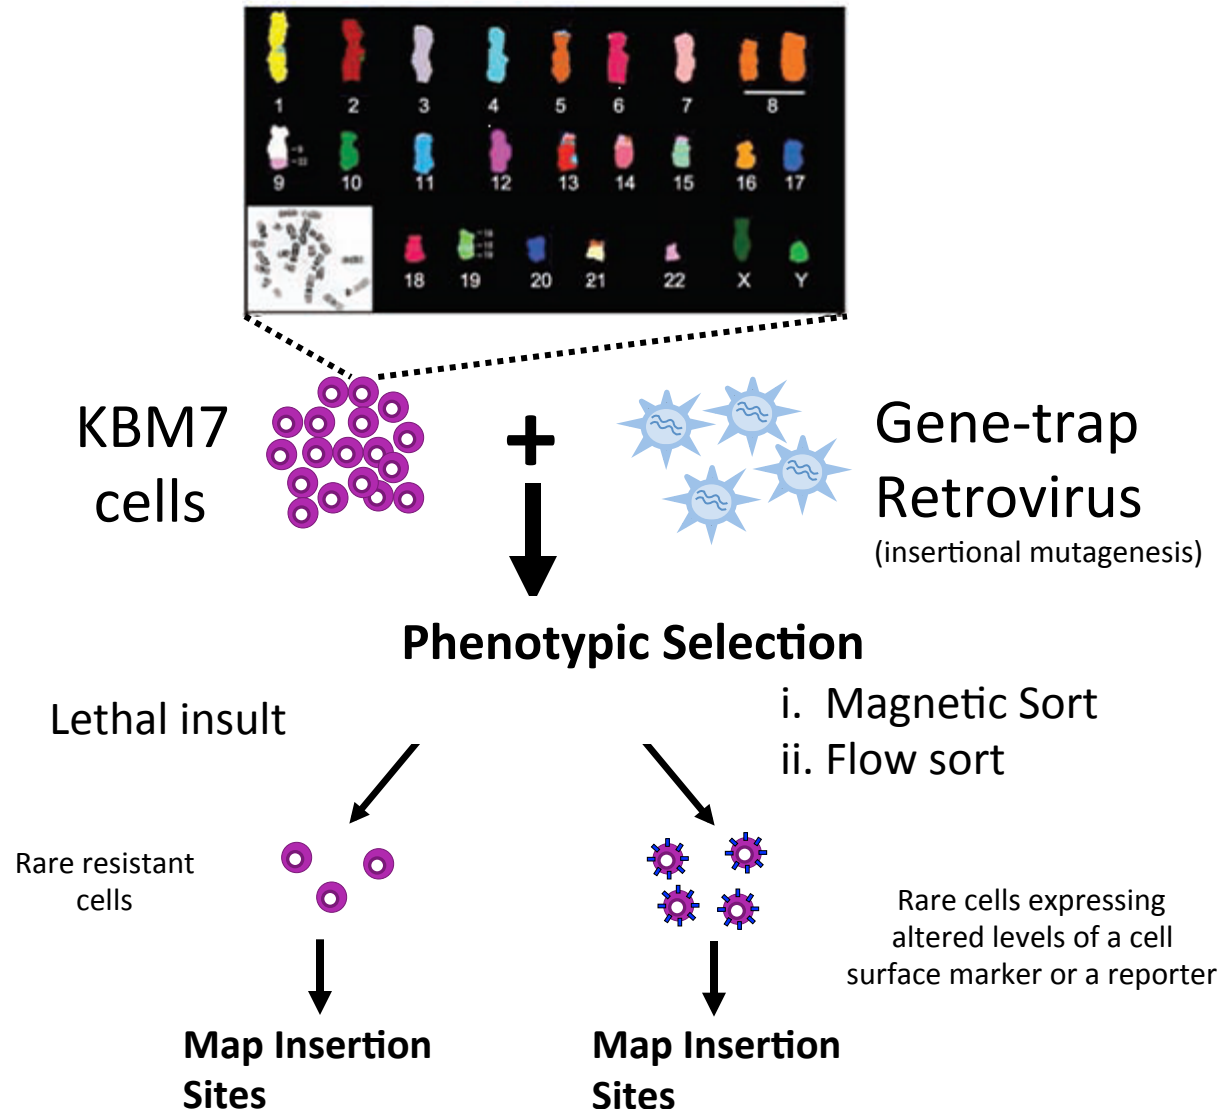 1 2 3 4 5 6 7 8
9 10 11 12 13 14 15 16 17
18 19 20 21 22 X Y
KBM7
cells
+
Gene-trap
Retrovirus
(insertional mutagenesis)
Phenotypic Selection
Lethal insult
i. Magnetic Sort
ii. Flow sort
Rare resistant
cells
Rare cells expressing
altered levels of a cell
surface marker or a reporter
Map Insertion
Sites
Map Insertion
Sites